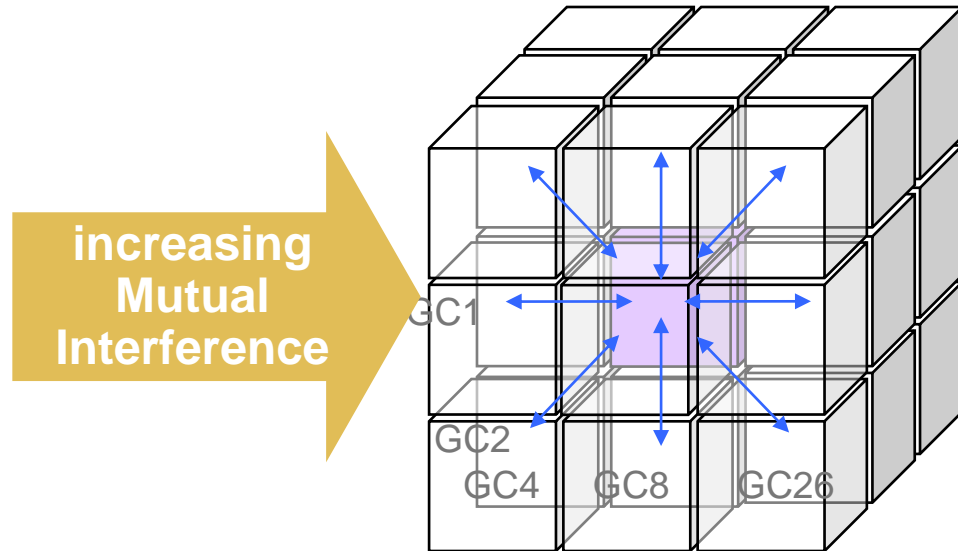 increasing
Mutual
Interference
GC1
GC2
GC4 GC8 GC26